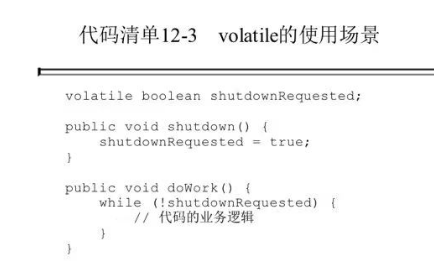 代码清单12-3 volatile的使用场景
volatile boolean shutdownRequested;
public void shutdown() {
    shutdownRequested = true;
}
public void doWork() {
    while (!shutdownRequested) {
        // 代码的业务逻辑
    }
}